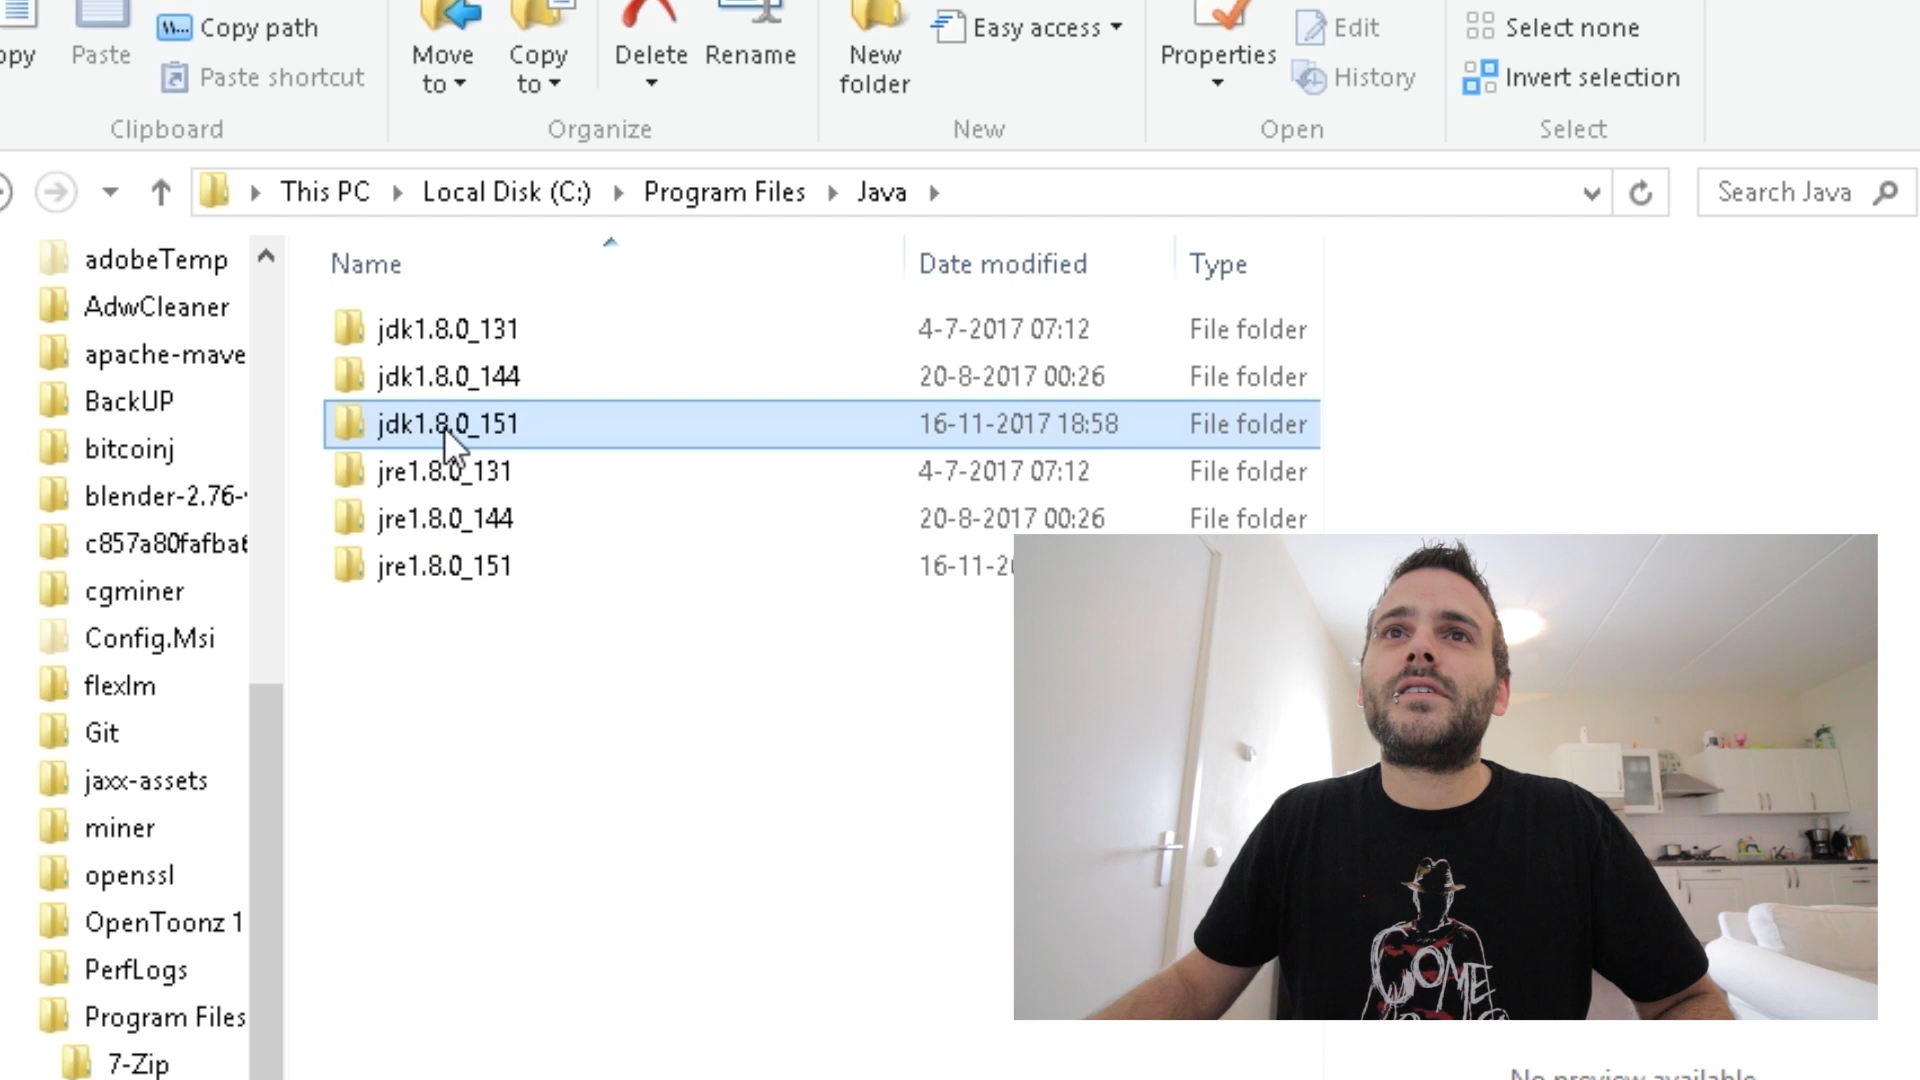 opy
Paste
Copy path
Paste shortcut
Move to
Copy to
Delete
Rename
New folder
Easy access
Properties
Edit
History
Select none
Invert selection
Clipboard
Organize
New
Open
Select
This PC
Local Disk (C:)
Program Files
Java
Search Java
adobeTemp
AdwCleaner
apache-mave
BackUP
bitcoinj
blender-2.76-
c857a80fafba6
cgminer
Config.Msi
flexlm
Git
jaxx-assets
miner
openssl
OpenToonz 1
PerfLogs
Program Files
7-Zip
Name Date modified Type
jdk1.8.0_131 4-7-2017 07:12 File folder
jdk1.8.0_144 20-8-2017 00:26 File folder
jdk1.8.0_151 16-11-2017 18:58 File folder
jre1.8.0_131 4-7-2017 07:12 File folder
jre1.8.0_144 20-8-2017 00:26 File folder
jre1.8.0_151 16-11-20
COME
No preview available.